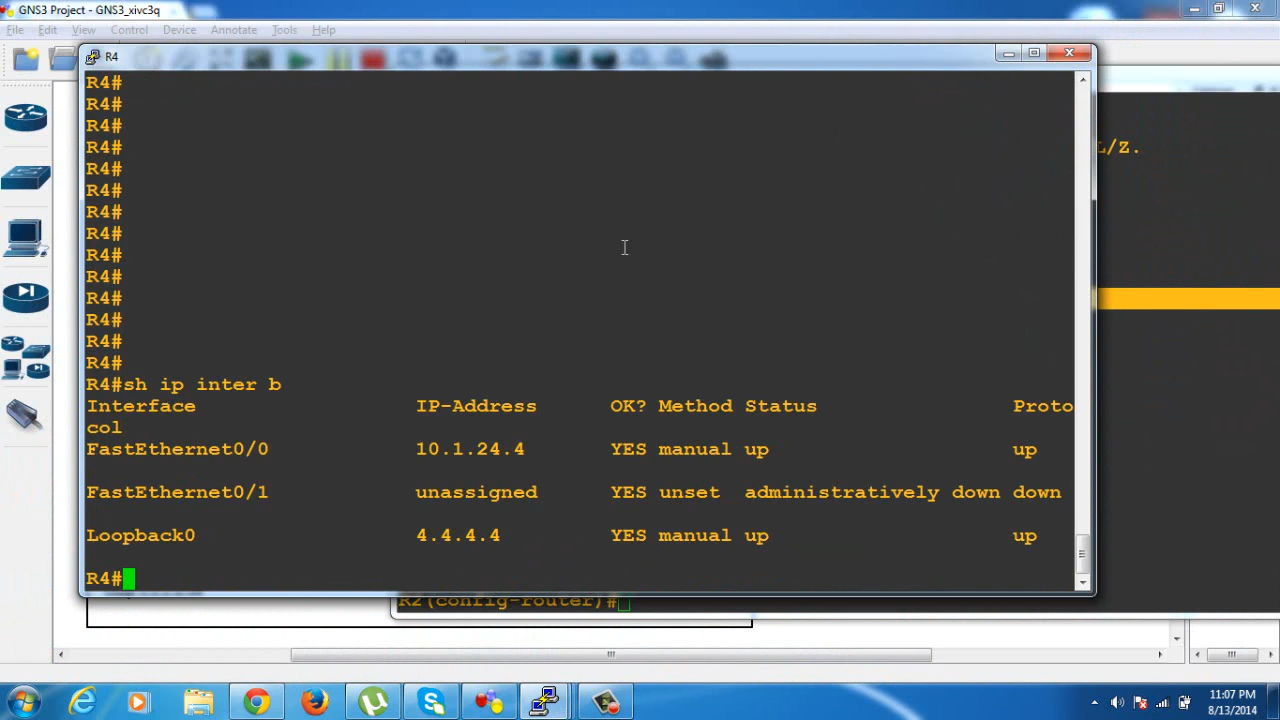 GNS3 Project - GNS3_xivc3q
File Edit View Control Device Annotate Tools Help
R4
R4#
R4#
R4#
R4#
L/Z.
R4#
R4#
R4#
R4#
R4#
R4#
R4#
R4#
R4#
R4#
R4#sh ip inter b
Interface IP-Address OK? Method Status Proto
col
FastEthernet0/0 10.1.24.4 YES manual up up
FastEthernet0/1 unassigned YES unset administratively down down
Loopback0 4.4.4.4 YES manual up up
R4#
R2(config-router)#
11:07 PM
8/13/2014